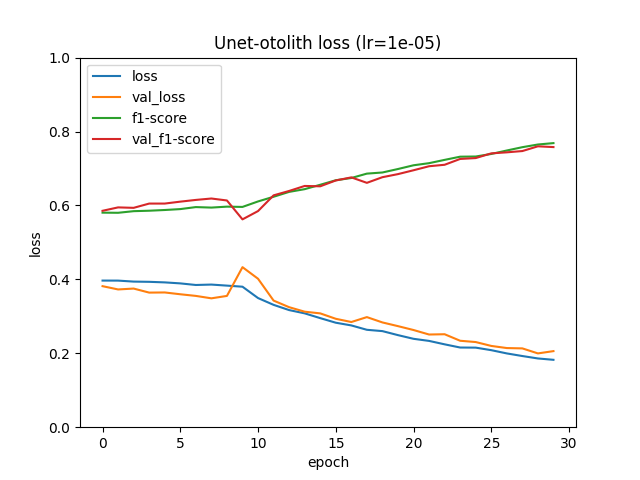 Unet-otolith loss (lr=1e-05)
loss
val_loss
f1-score
val_f1-score
1.0
0.8
0.6
0.4
0.2
0.0
loss
0 5 10 15 20 25 30
epoch